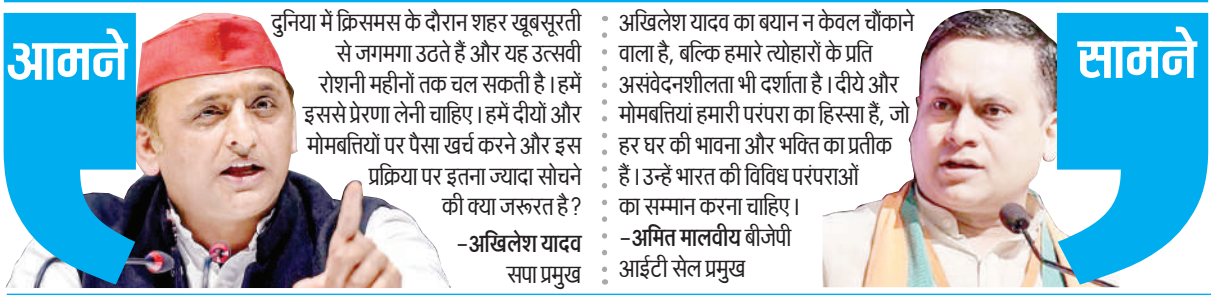 आमने
दुनिया में क्रिसमस के दौरान शहर खूबसूरती
से जगमगा उठते हैं और यह उत्सवी
रोशनी महीनों तक चल सकती है। हमें
इससे प्रेरणा लेनी चाहिए। हमें दीयों और
मोमबत्तियों पर पैसा खर्च करने और इस
प्रक्रिया पर इतना ज्यादा सोचने
की क्या जरूरत है?
-अखिलेश यादव
सपा प्रमुख
अखिलेश यादव का बयान न केवल चौंकाने
वाला है, बल्कि हमारे त्योहारों के प्रति
असंवेदनशीलता भी दर्शाता है। दीये और
मोमबत्तियां हमारी परंपरा का हिस्सा हैं, जो
हर घर की भावना और भक्ति का प्रतीक
हैं। उन्हें भारत की विविध परंपराओं
का सम्मान करना चाहिए।
-अमित मालवीय बीजेपी
आईटी सेल प्रमुख
सामने